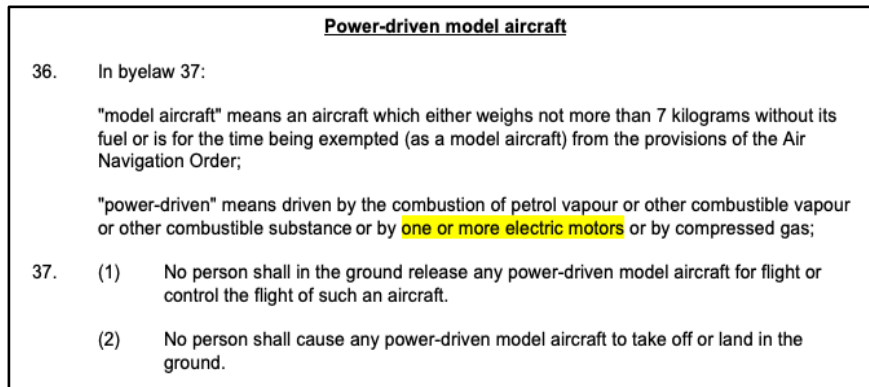 Power-driven model aircraft
36. In byelaw 37:
"model aircraft" means an aircraft which either weighs not more than 7 kilograms without its
fuel or is for the time being exempted (as a model aircraft) from the provisions of the Air
Navigation Order;
"power-driven" means driven by the combustion of petrol vapour or other combustible vapour
or other combustible substance or by one or more electric motors or by compressed gas;
37. (1) No person shall in the ground release any power-driven model aircraft for flight or
control the flight of such an aircraft.
(2) No person shall cause any power-driven model aircraft to take off or land in the
ground.